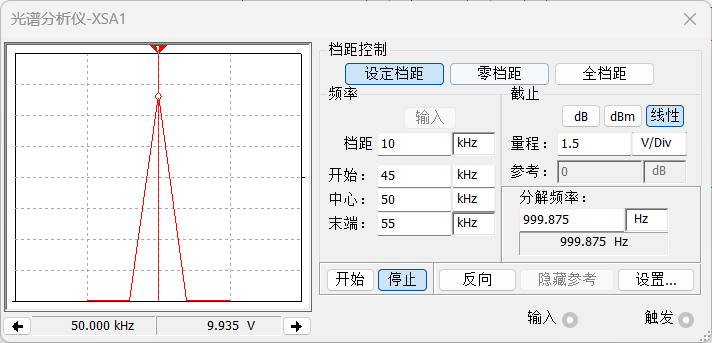 光谱分析仪-XSA1
1
档距控制
设定档距 零档距 全档距
频率
输入
档距 10 kHz
开始： 45 kHz
中心： 50 kHz
末端： 55 kHz
截止
dB dBm 线性
量程： 1.5 V/Div
参考： 0 dB
分解频率：
999.875 Hz
999.875 Hz
开始 停止 反向 隐藏参考 设置...
50.000 kHz 9.935 V
输入 触发